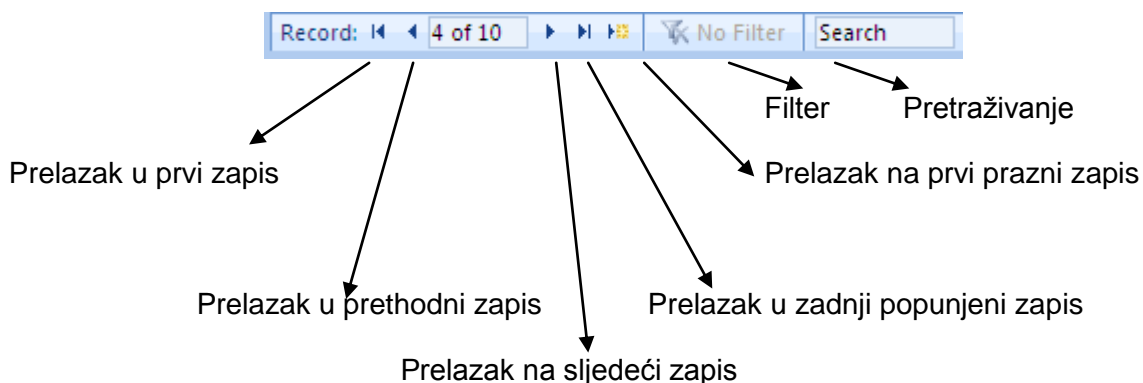 Record: 4 of 10 No Filter Search
Filter Pretraživanje
Prelazak u prvi zapis Prelazak na prvi prazni zapis
Prelazak u prethodni zapis Prelazak u zadnji popunjeni zapis
Prelazak na sljedeći zapis